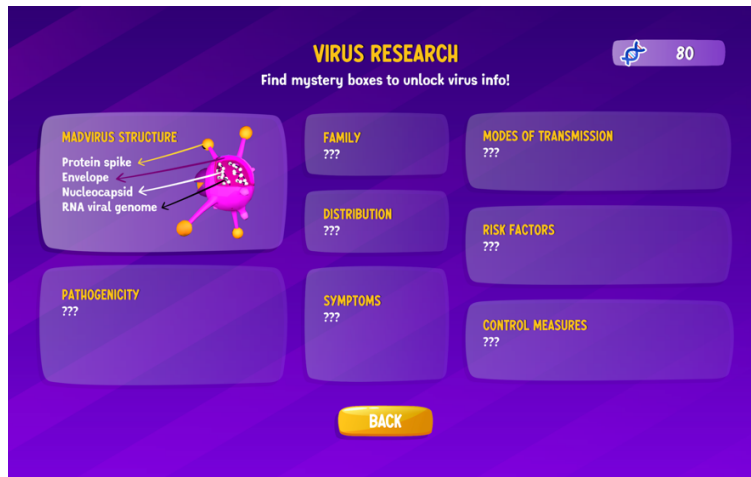 VIRUS RESEARCH
80
Find mystery boxes to unlock virus info!
MADVIRUS STRUCTURE
Protein spike
Envelope
Nucleocapsid
RNA viral genome
FAMILY
???
MODES OF TRANSMISSION
???
DISTRIBUTION
???
RISK FACTORS
???
PATHOGENICITY
???
SYMPTOMS
???
CONTROL MEASURES
???
BACK